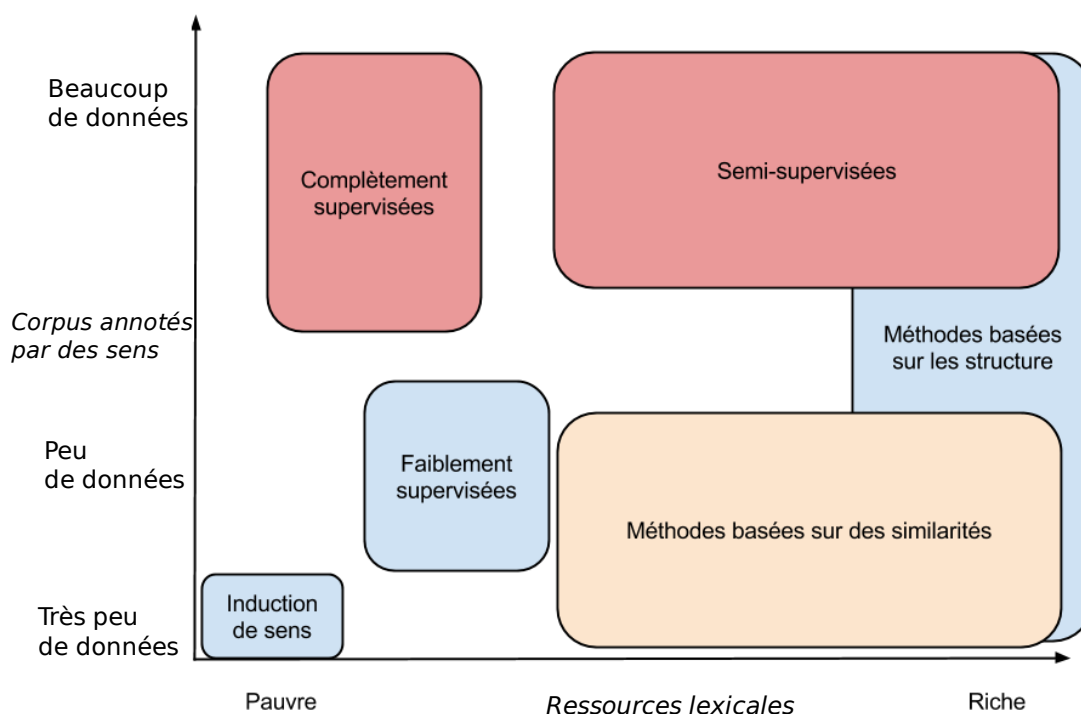 Beaucoup
de données
Complètement
supervisées
Semi-supervisées
Corpus annotés
par des sens
Méthodes basées
sur les structure
Peu
de données
Faiblement
supervisées
Méthodes basées sur des similarités
Induction
de sens
Très peu
de données
Pauvre
Ressources lexicales
Riche